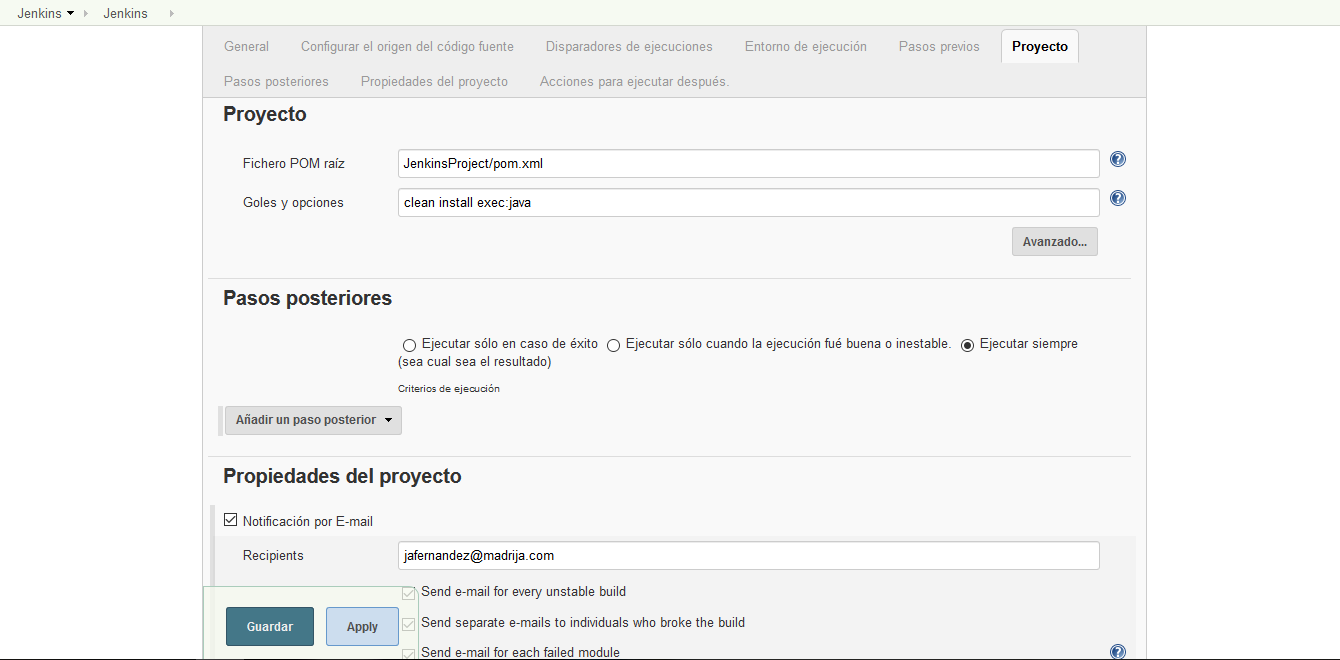 Jenkins Jenkins
General Configurar el origen del código fuente Disparadores de ejecuciones Entorno de ejecución Pasos previos Proyecto
Pasos posteriores Propiedades del proyecto Acciones para ejecutar después.
Proyecto
Fichero POM raíz JenkinsProject/pom.xml
Goles y opciones clean install exec:java
Avanzado...
Pasos posteriores
Ejecutar sólo en caso de éxito Ejecutar sólo cuando la ejecución fué buena o inestable. Ejecutar siempre
(sea cual sea el resultado)
Criterios de ejecución
Añadir un paso posterior
Propiedades del proyecto
Notificación por E-mail
Recipients jafernandez@madrija.com
Send e-mail for every unstable build
Guardar Apply Send separate e-mails to individuals who broke the build
Send e-mail for each failed module